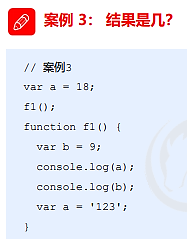 案例 3： 结果是几？
// 案例3
var a = 18;
f1();
function f1() {
  var b = 9;
  console.log(a);
  console.log(b);
  var a = '123';
}